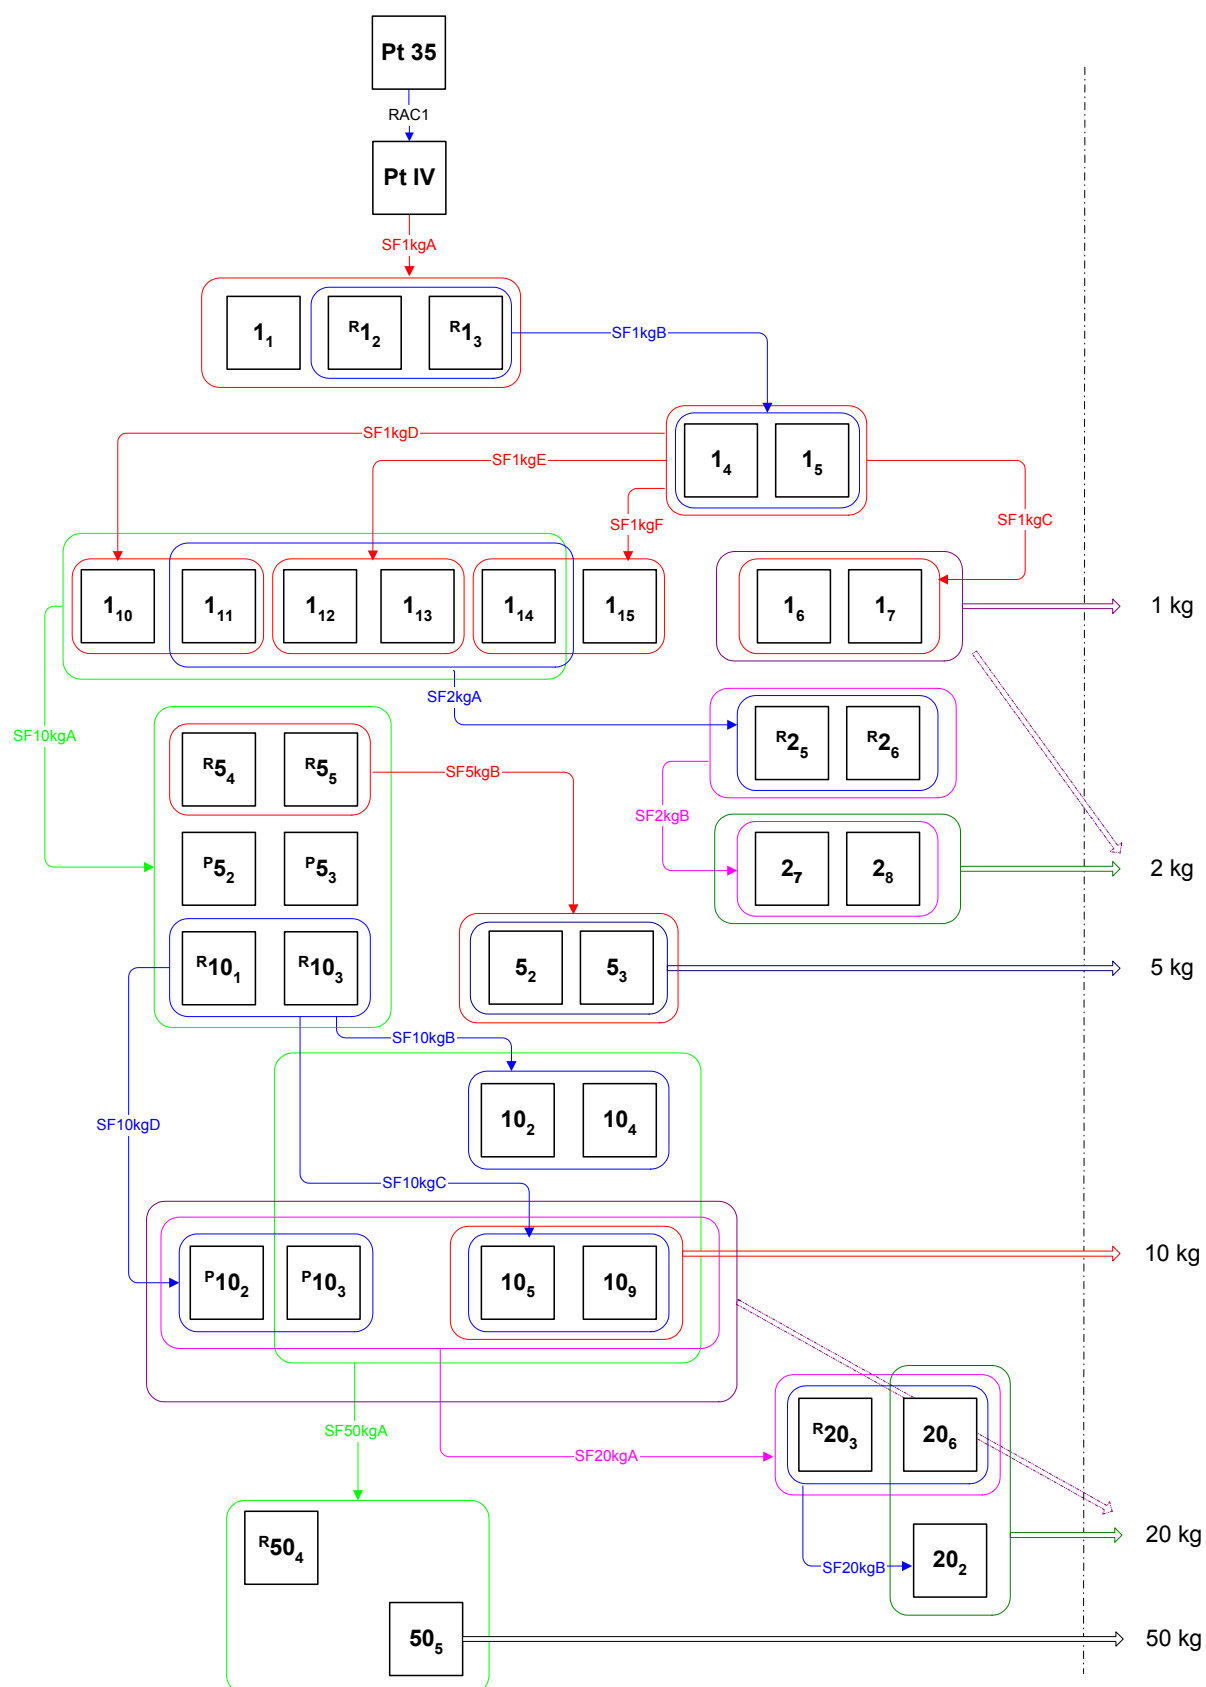 Pt 35
RAC1
Pt IV
SF1kgA
1₁ ᴿ1₂ ᴿ1₃
SF1kgB
SF1kgD
1₄ 1₅
SF1kgE
SF1kgF
SF1kgC
1₁₀ 1₁₁ 1₁₂ 1₁₃ 1₁₄ 1₁₅ 1₆ 1₇ 1 kg
SF2kgA
SF10kgA
ᴿ2₅ ᴿ2₆
ᴿ5₄ ᴿ5₅
SF5kgB
SF2kgB
ᴾ5₂ ᴾ5₃
2₇ 2₈ 2 kg
ᴿ10₁ ᴿ10₃
5₂ 5₃ 5 kg
SF10kgB
SF10kgD
10₂ 10₄
SF10kgC
ᴾ10₂ ᴾ10₃ 10₅ 10₉ 10 kg
SF50kgA
ᴿ20₃ 20₆
SF20kgA
ᴿ50₄
20 kg
SF20kgB
20₂
50₅ 50 kg